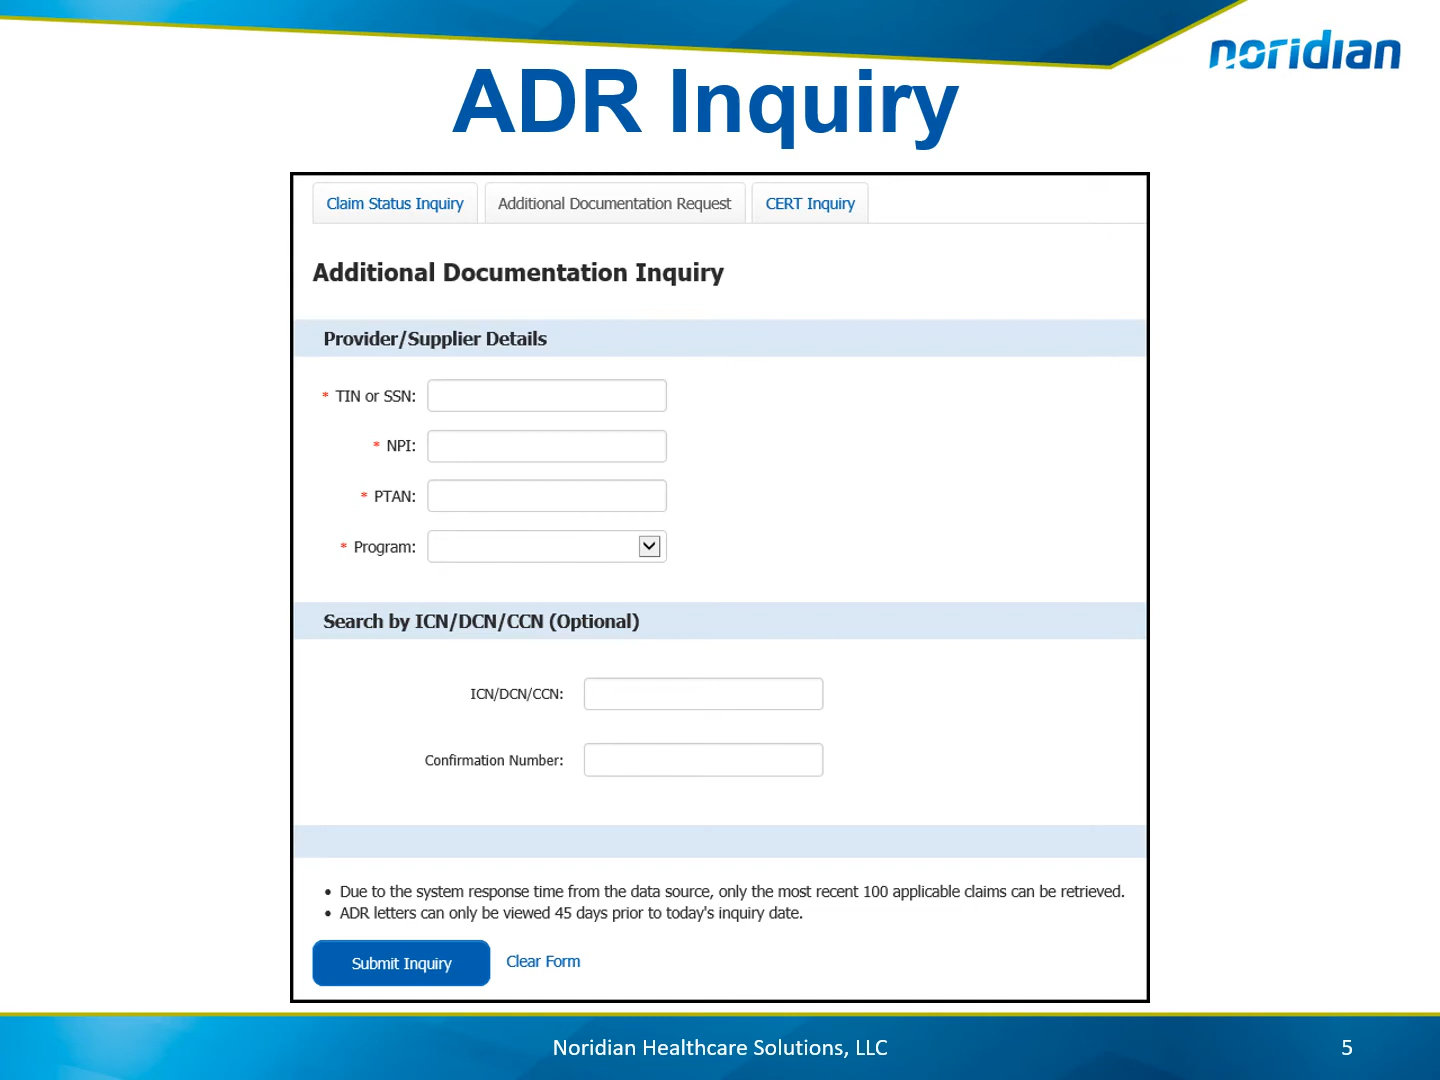 noridian
ADR Inquiry
Claim Status Inquiry
Additional Documentation Request
CERT Inquiry
Additional Documentation Inquiry
Provider/Supplier Details
* TIN or SSN:
* NPI:
* PTAN:
* Program:
Search by ICN/DCN/CCN (Optional)
ICN/DCN/CCN:
Confirmation Number:
• Due to the system response time from the data source, only the most recent 100 applicable claims can be retrieved.
• ADR letters can only be viewed 45 days prior to today's inquiry date.
Submit Inquiry
Clear Form
Noridian Healthcare Solutions, LLC
5